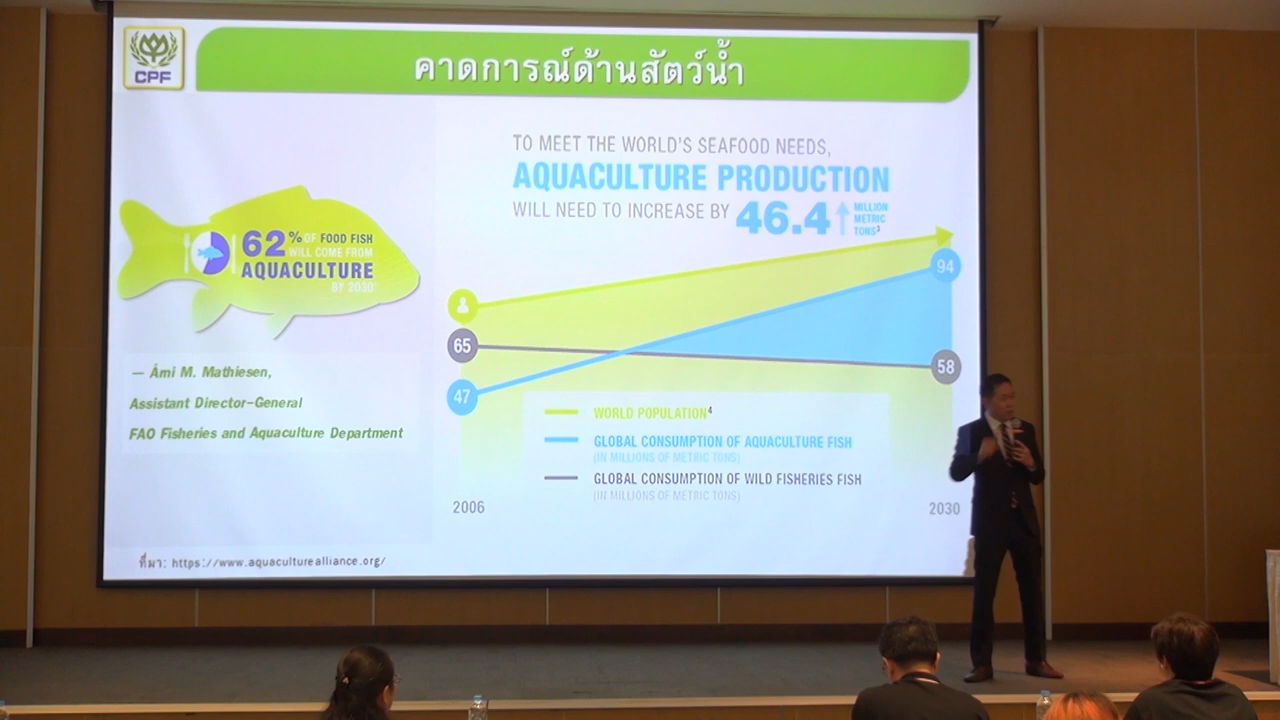 CPF
คาดการณ์ด้านสัตว์น้ำ
TO MEET THE WORLD'S SEAFOOD NEEDS,
AQUACULTURE PRODUCTION
WILL NEED TO INCREASE BY 46.4 MILLION METRIC TONS³
62% OF FOOD FISH
WILL COME FROM
AQUACULTURE
BY 2030
94
65
58
47
— Árni M. Mathiesen,
Assistant Director-General
FAO Fisheries and Aquaculture Department
WORLD POPULATION⁴
GLOBAL CONSUMPTION OF AQUACULTURE FISH
(IN MILLIONS OF METRIC TONS)
GLOBAL CONSUMPTION OF WILD FISHERIES FISH
(IN MILLIONS OF METRIC TONS)
2006
2030
ที่มา: https://www.aquaculturealliance.org/